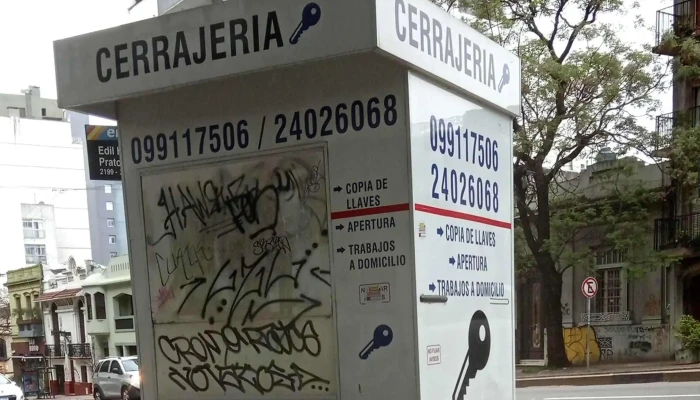 CERRAJERIA
CERRAJERIA
099117506 / 24026068
➡ COPIA DE
LLAVES
➡ APERTURA
➡ TRABAJOS
A DOMICILIO
099117506
24026068
➡ COPIA DE LLAVES
➡ APERTURA
➡ TRABAJOS A DOMICILIO
Edil H
Prato
2199 -